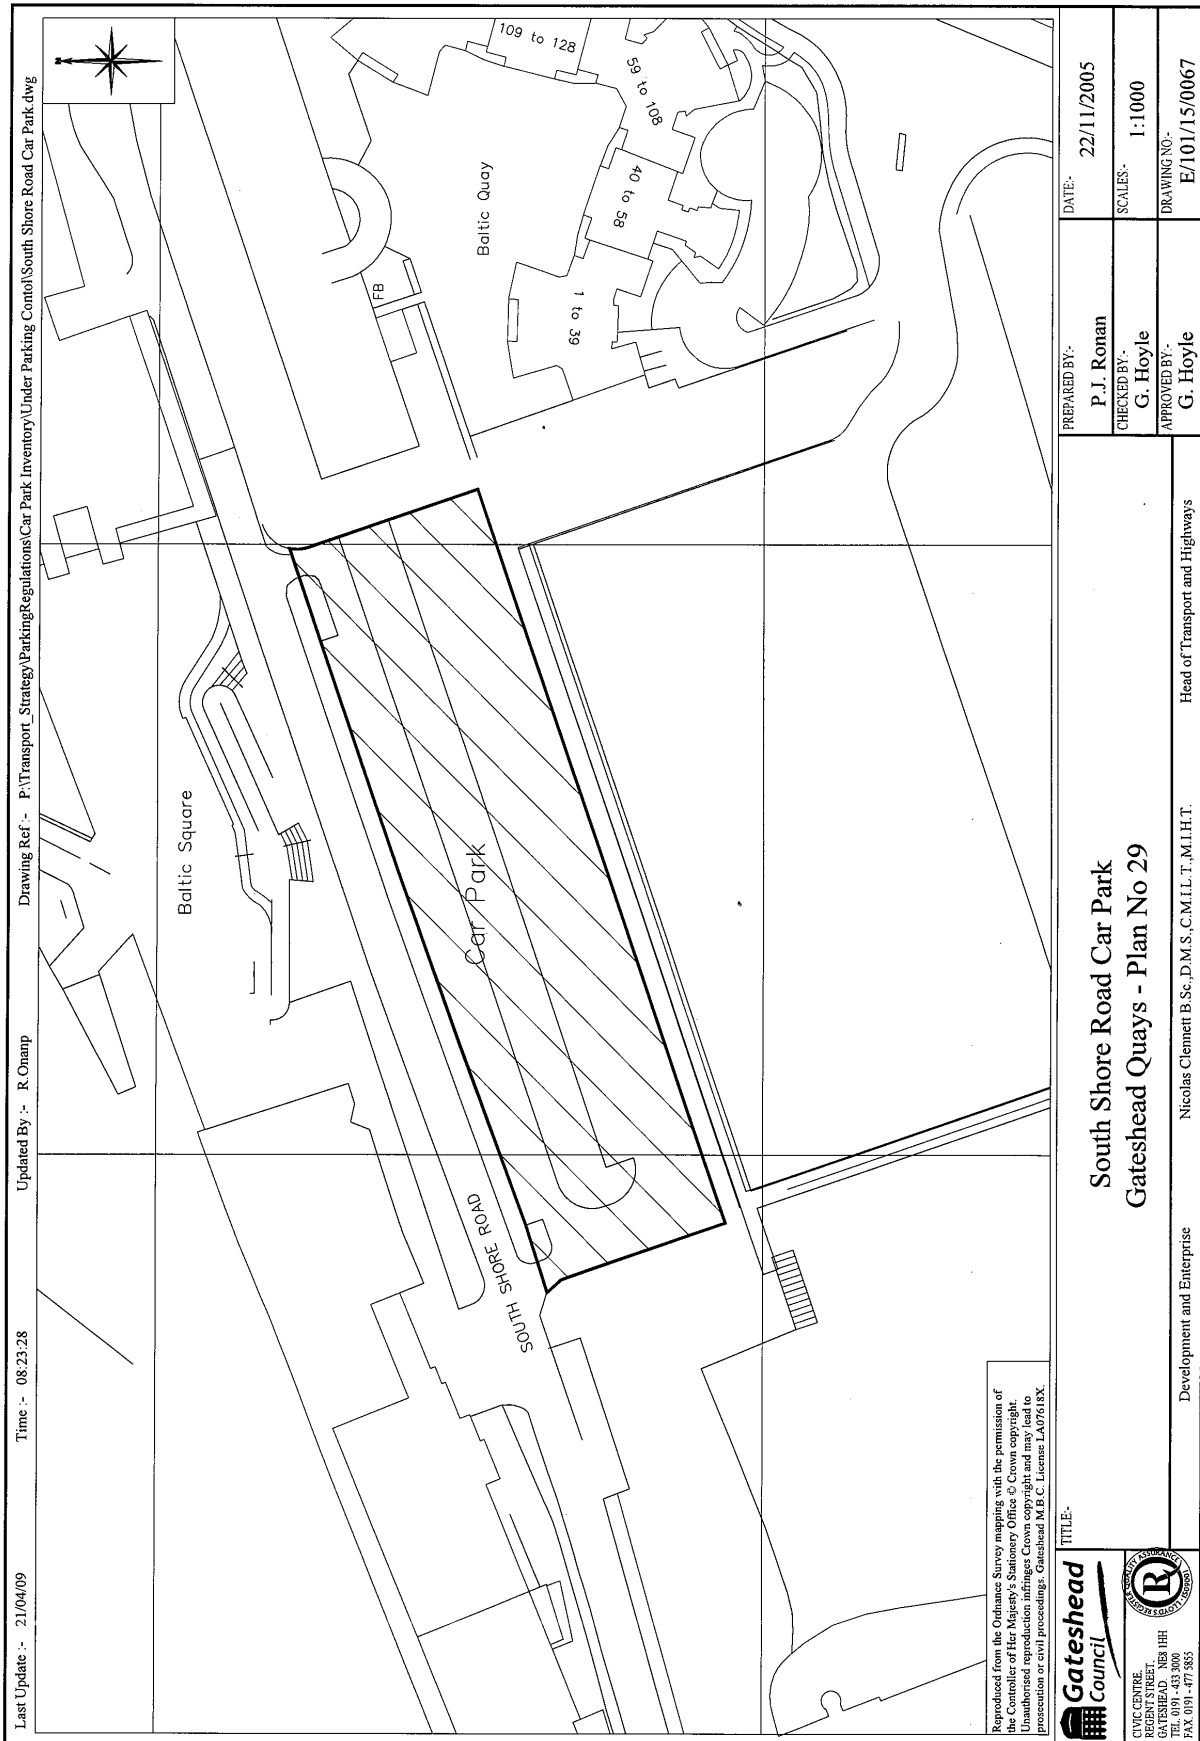 Last Update :- 21/04/09 Time :- 08:23:28 Updated By :- R.Onanp Drawing Ref :- P:\Transport_Strategy\ParkingRegulations\Car Park Inventory\Under Parking Contol\South Shore Road Car Park.dwg
N
109 to 128
59 to 108
40 to 58
1 to 39
Baltic Quay
FB
Baltic Square
Car Park
SOUTH SHORE ROAD
Reproduced from the Ordnance Survey mapping with the permission of
the Controller of Her Majesty's Stationery Office © Crown copyright.
Unauthorised reproduction infringes Crown copyright and may lead to
prosecution or civil proceedings. Gateshead M.B.C. License LA07618X.
Gateshead
Council
CIVIC CENTRE,
REGENT STREET,
GATESHEAD. NE8 1HH
TEL. 0191 - 433 3000
FAX. 0191 - 477 5855
LLOYD'S REGISTER QUALITY ASSURANCE
R
TITLE:-
South Shore Road Car Park
Gateshead Quays - Plan No 29
Development and Enterprise Nicolas Clennett B.Sc.,D.M.S.,C.M.I.L.T.,M.I.H.T. Head of Transport and Highways
PREPARED BY:-
P.J. Ronan
CHECKED BY:-
G. Hoyle
APPROVED BY:-
G. Hoyle
DATE:-
22/11/2005
SCALES:-
1:1000
DRAWING NO:-
E/101/15/0067